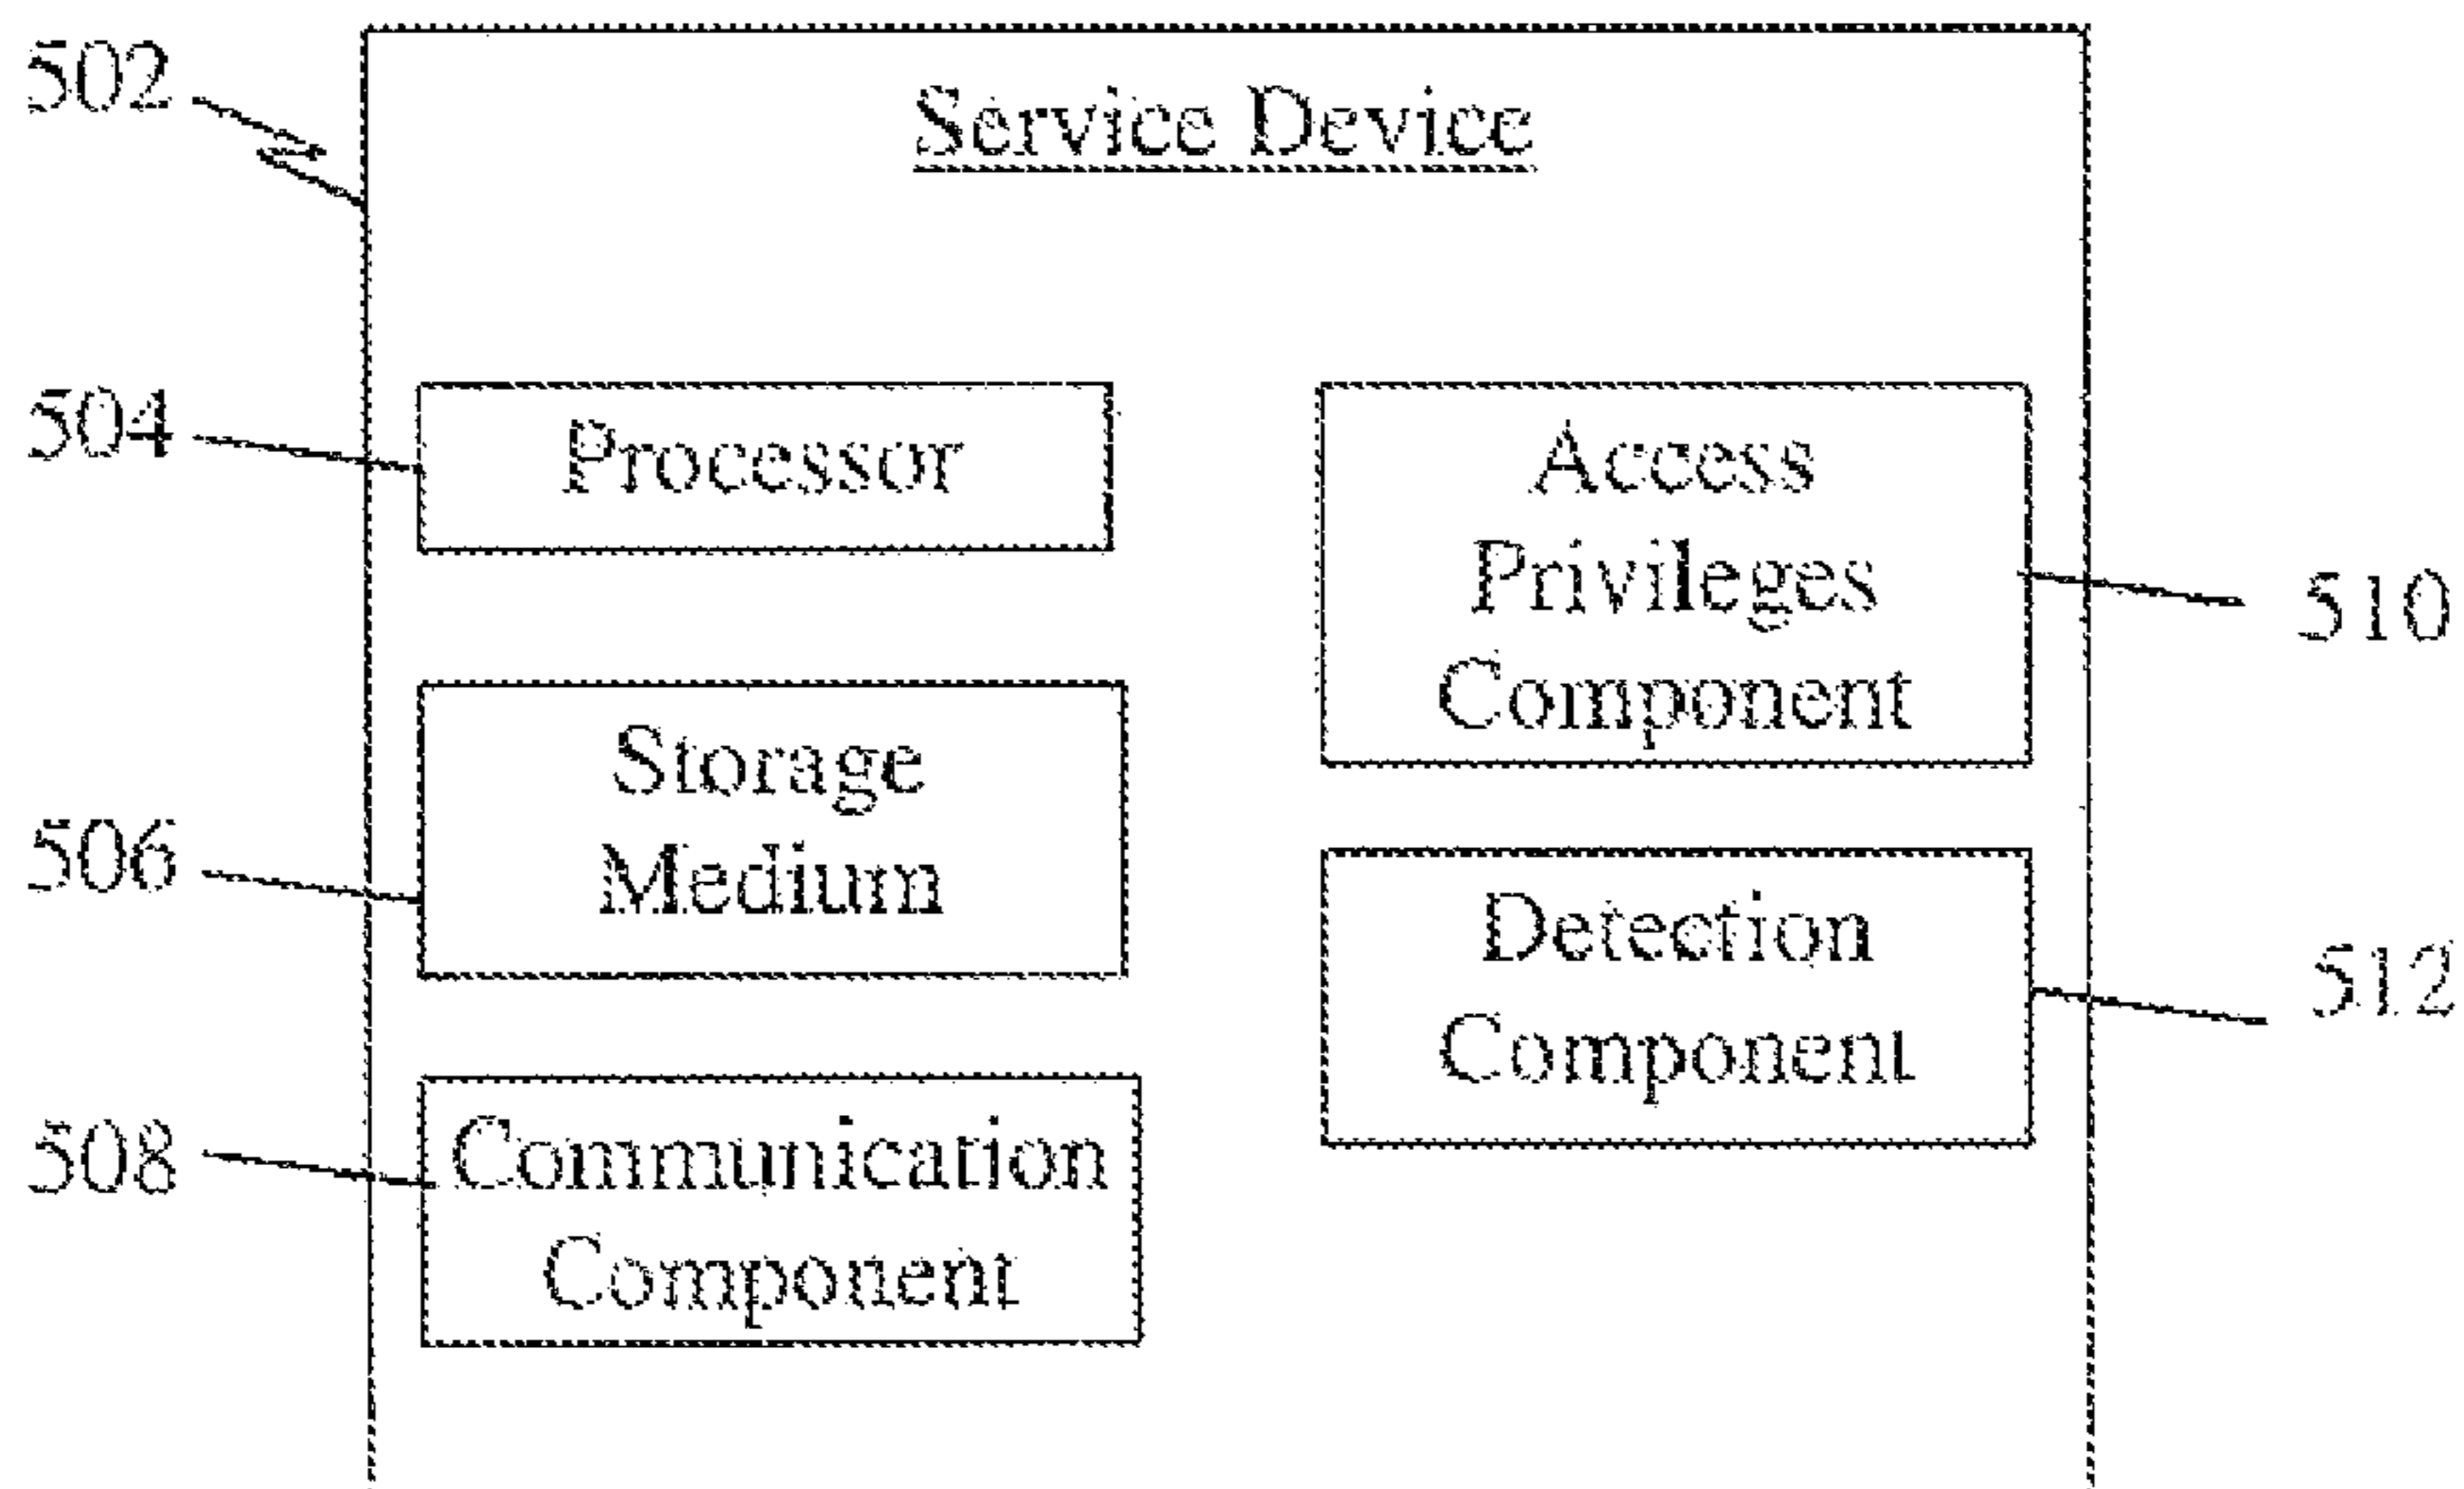 502
Service Device
504
Processor
Access
Privileges
Component
510
Storage
Medium
506
Detection
Component
512
508
Communication
Component